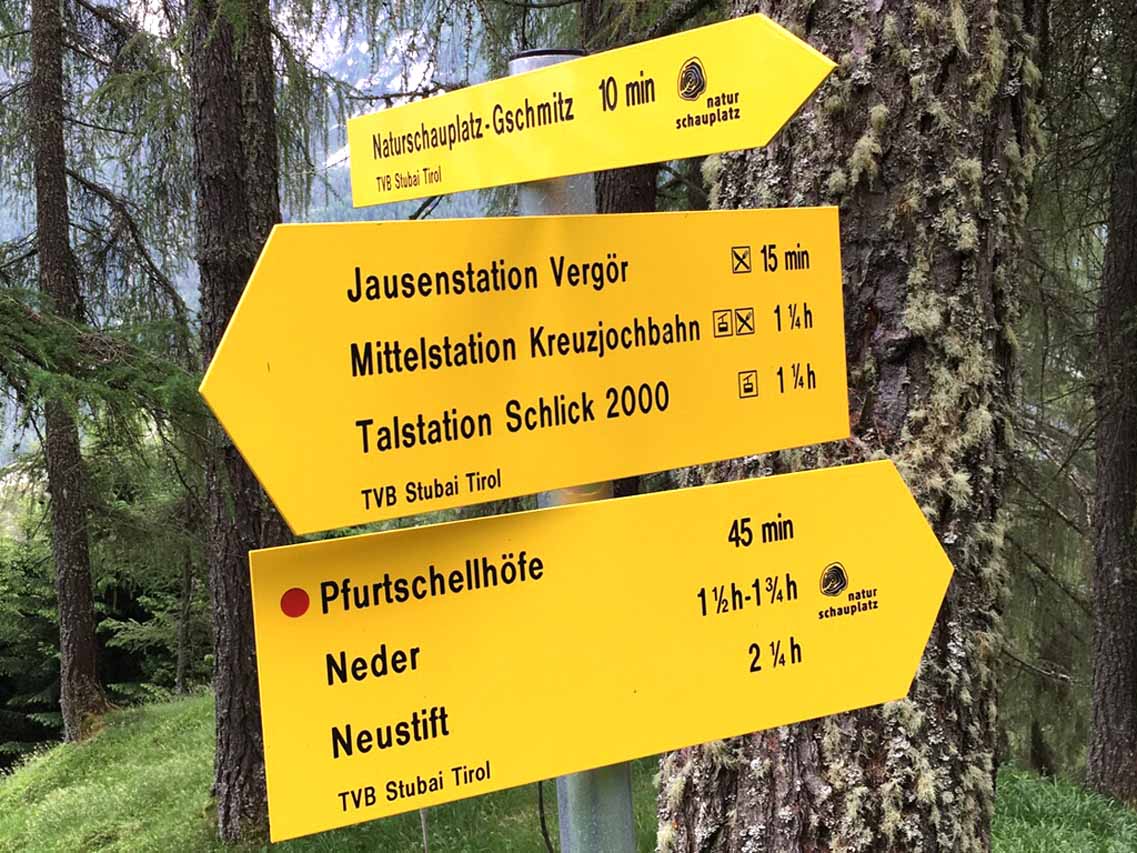 Naturschauplatz-Gschmitz 10 min natur
schauplatz
TVB Stubai Tirol
Jausenstation Vergör 15 min
Mittelstation Kreuzjochbahn 1 ¼ h
Talstation Schlick 2000 1 ¼ h
TVB Stubai Tirol
Pfurtschellhöfe 45 min
Neder 1 ½ h-1 ¾ h natur
schauplatz
Neustift 2 ¼ h
TVB Stubai Tirol